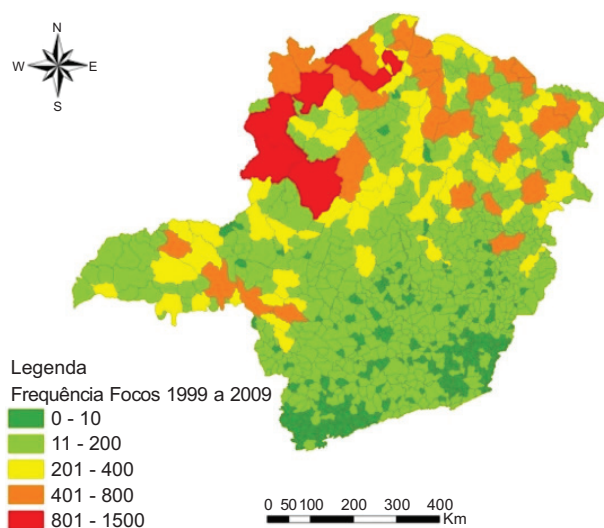 N
W E
S
Legenda
Frequência Focos 1999 a 2009
0 - 10
11 - 200
201 - 400
401 - 800
801 - 1500
0 50 100 200 300 400
Km